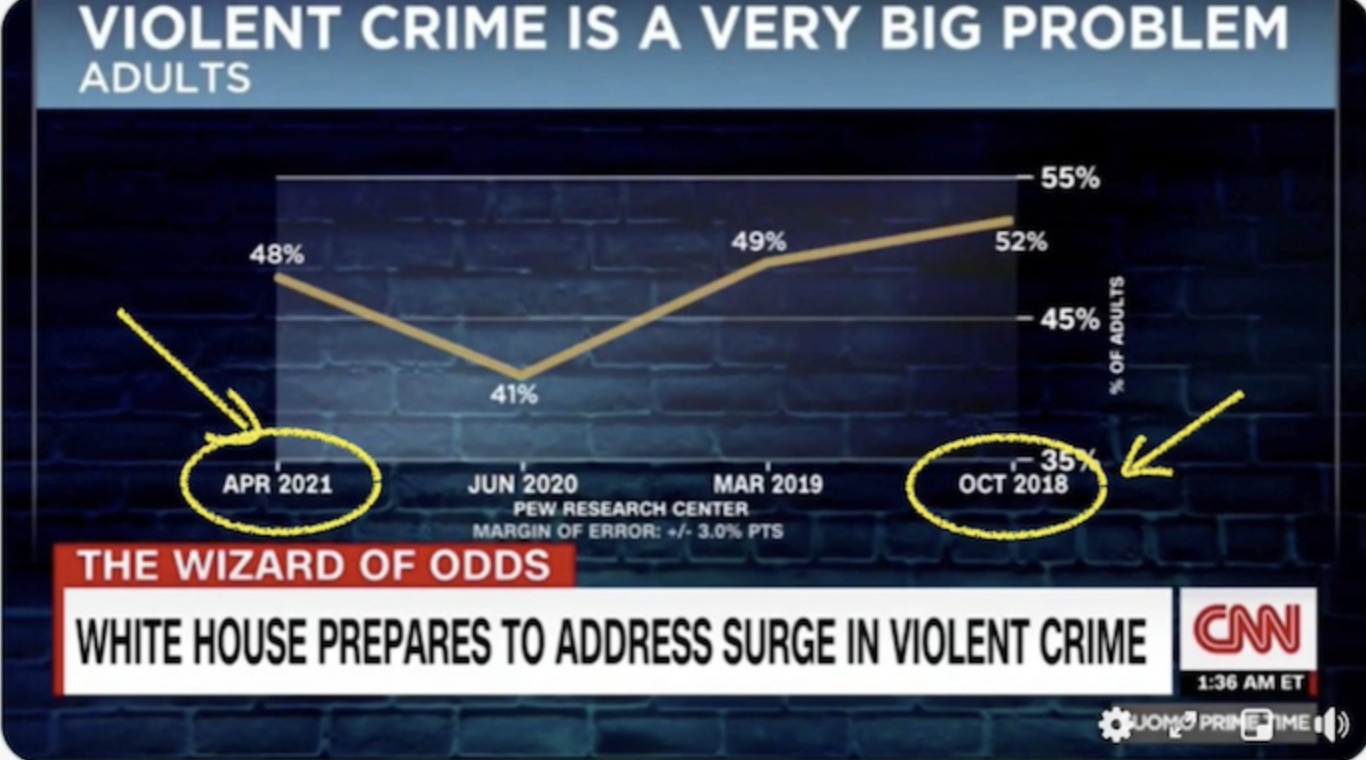 VIOLENT CRIME IS A VERY BIG PROBLEM
ADULTS
55%
48%
49%
52%
45%
% OF ADULTS
41%
35%
APR 2021 JUN 2020 MAR 2019 OCT 2018
PEW RESEARCH CENTER
MARGIN OF ERROR: +/- 3.0% PTS
THE WIZARD OF ODDS
WHITE HOUSE PREPARES TO ADDRESS SURGE IN VIOLENT CRIME
CNN
1:36 AM ET
PRIME TIME